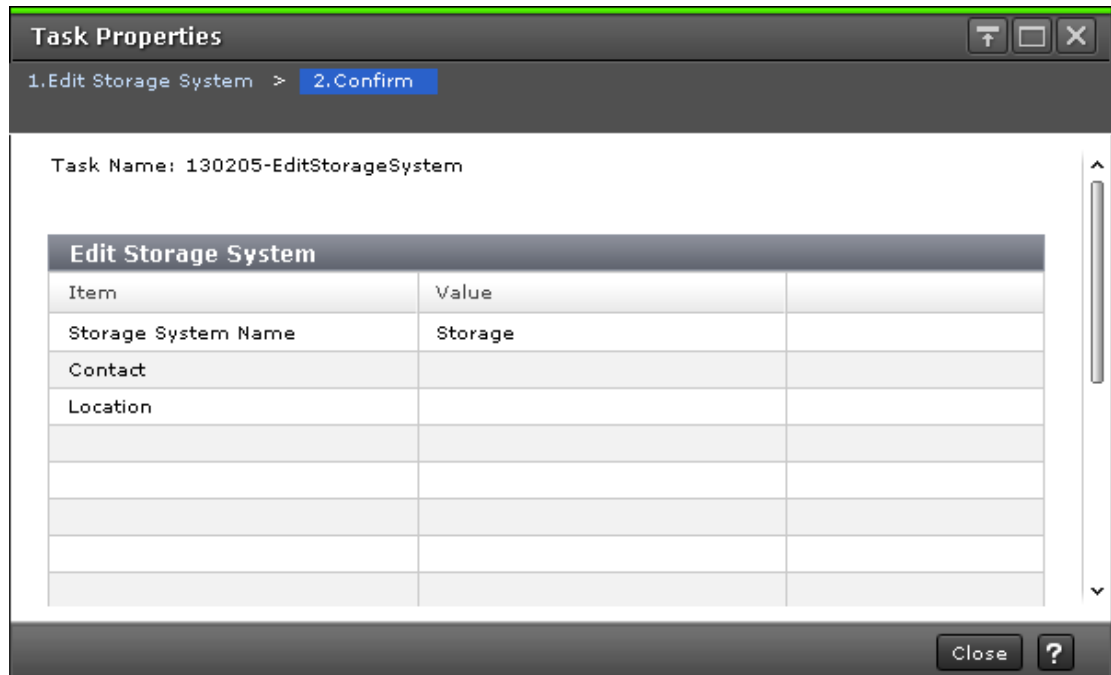 Task Properties
1.Edit Storage System > 2.Confirm
Task Name: 130205-EditStorageSystem
Edit Storage System
Item Value
Storage System Name Storage
Contact
Location
Close ?